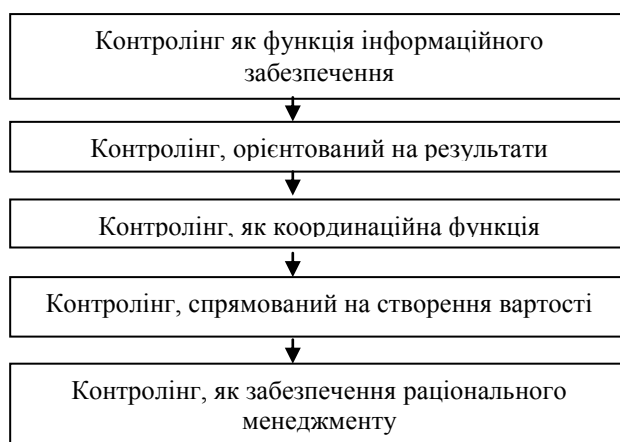 Контролінг як функція інформаційного
забезпечення
Контролінг, орієнтований на результати
Контролінг, як координаційна функція
Контролінг, спрямований на створення вартості
Контролінг, як забезпечення раціонального
менеджменту